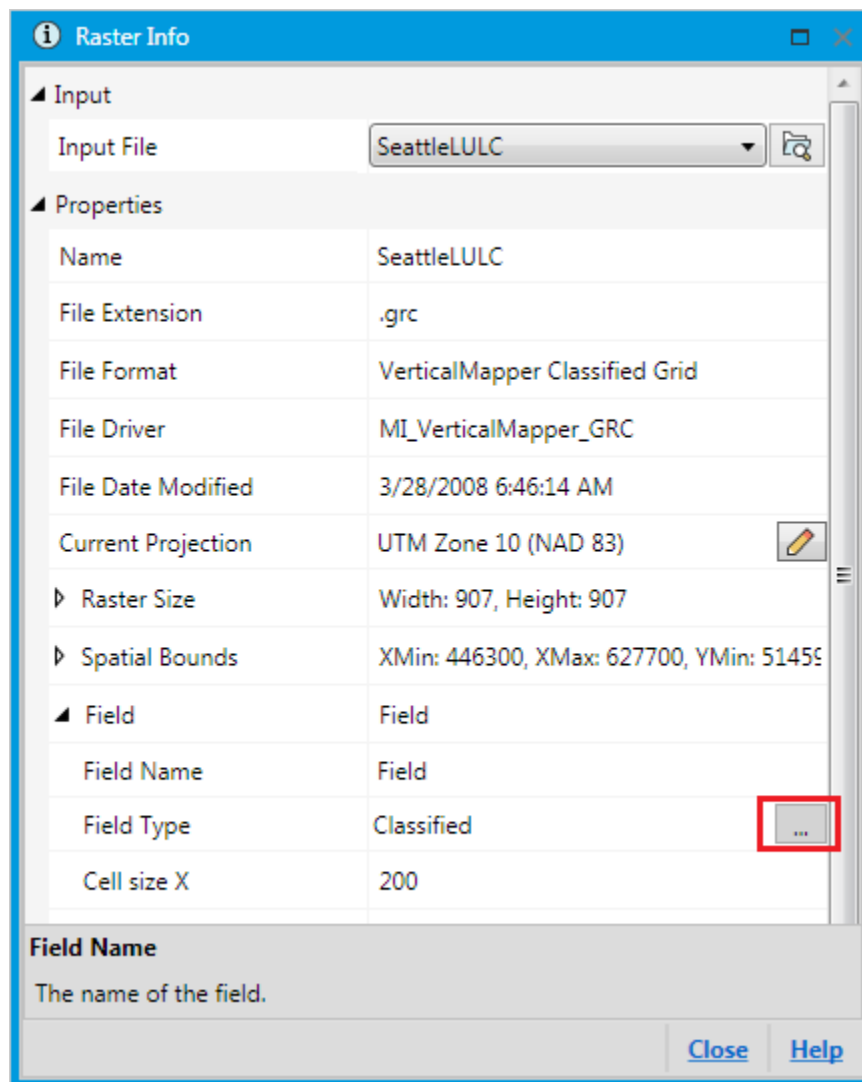 Raster Info
Input
Input File SeattleLULC
Properties
Name SeattleLULC
File Extension .grc
File Format VerticalMapper Classified Grid
File Driver MI_VerticalMapper_GRC
File Date Modified 3/28/2008 6:46:14 AM
Current Projection UTM Zone 10 (NAD 83)
Raster Size Width: 907, Height: 907
Spatial Bounds XMin: 446300, XMax: 627700, YMin: 51459
Field Field
Field Name Field
Field Type Classified ...
Cell size X 200
Field Name
The name of the field.
Close Help